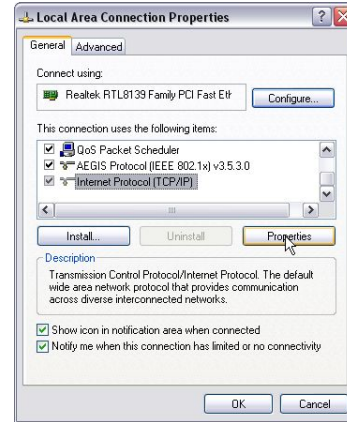 Local Area Connection Properties
General Advanced
Connect using:
Realtek RTL8139 Family PCI Fast Eth
Configure...
This connection uses the following items:
QoS Packet Scheduler
AEGIS Protocol (IEEE 802.1x) v3.5.3.0
Internet Protocol (TCP/IP)
Install... Uninstall Properties
Description
Transmission Control Protocol/Internet Protocol. The default
wide area network protocol that provides communication
across diverse interconnected networks.
Show icon in notification area when connected
Notify me when this connection has limited or no connectivity
OK Cancel